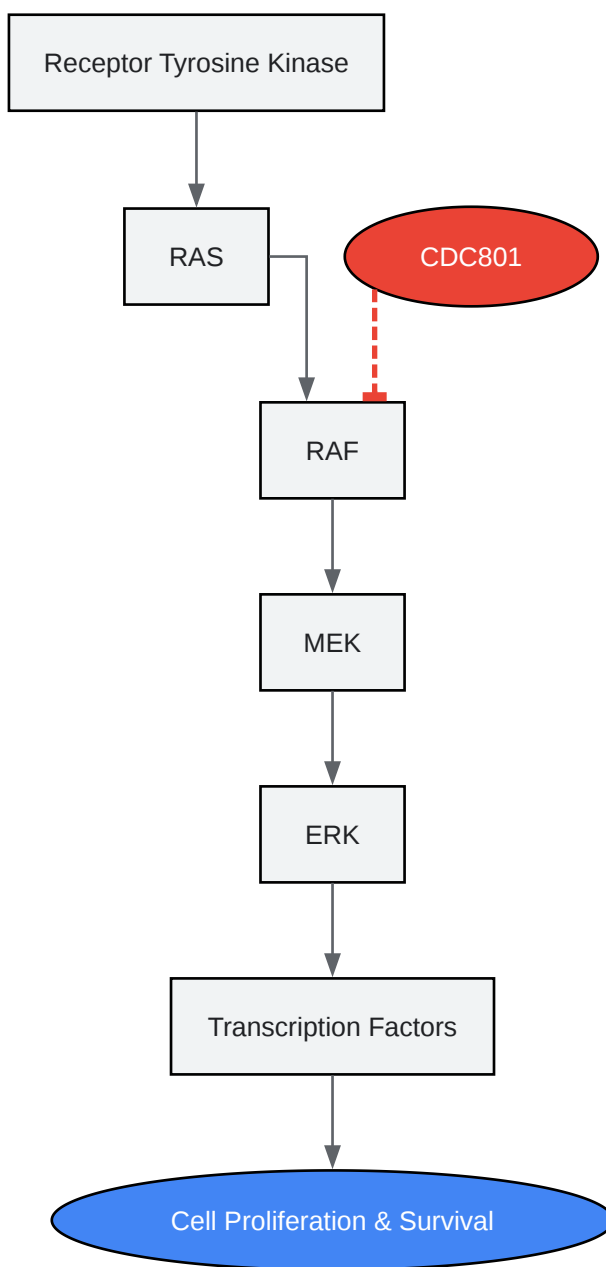 Receptor Tyrosine Kinase
RAS
CDC801
RAF
MEK
ERK
Transcription Factors
Cell Proliferation & Survival